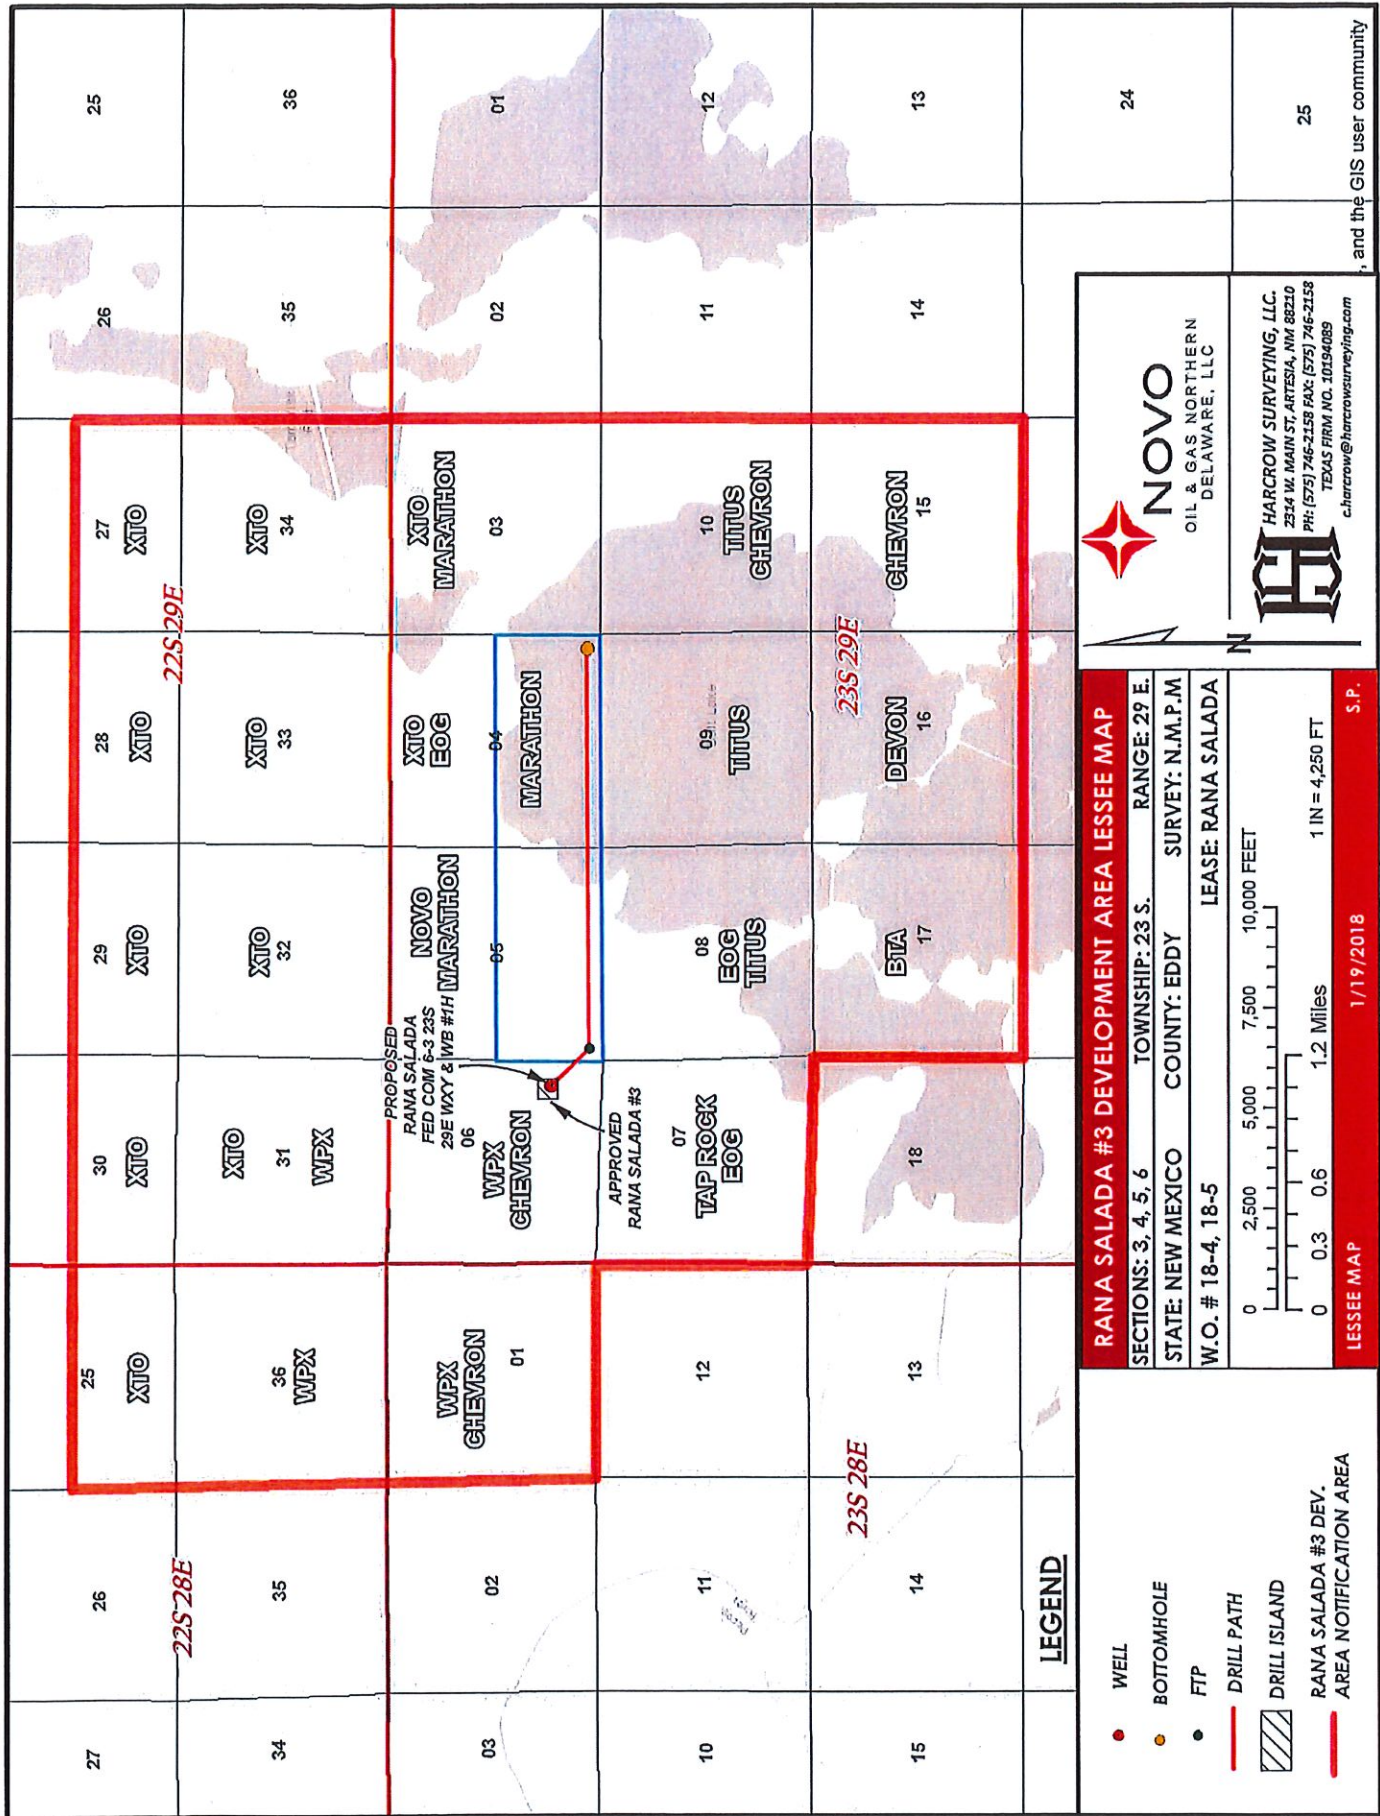 27
26
25
30
29
28
27
26
25
XTO
XTO
XTO
XTO
XTO
22S 28E
22S 29E
34
35
36
WPX
XTO
31
WPX
XTO
32
XTO
33
XTO
34
35
36
PROPOSED
RANA SALADA
FED COM 6-3 23S
29E WXY & WB #1H
03
02
WPX
CHEVRON
01
06
WPX
CHEVRON
NOVO
MARATHON
05
XTO
EOG
04
MARATHON
XTO
MARATHON
03
02
01
APPROVED
RANA SALADA #3
10
11
12
07
TAP ROCK
EOG
08
EOG
TITUS
09
TITUS
10
TITUS
CHEVRON
11
12
23S 28E
23S 29E
15
14
13
18
BTA
17
DEVON
16
CHEVRON
15
14
13
24
25
LEGEND
WELL
BOTTOMHOLE
FTP
DRILL PATH
DRILL ISLAND
RANA SALADA #3 DEV.
AREA NOTIFICATION AREA
RANA SALADA #3 DEVELOPMENT AREA LESSEE MAP
SECTIONS: 3, 4, 5, 6 TOWNSHIP: 23 S. RANGE: 29 E.
STATE: NEW MEXICO COUNTY: EDDY SURVEY: N.M.P.M
W.O. # 18-4, 18-5 LEASE: RANA SALADA
0 2,500 5,000 7,500 10,000 FEET
0 0.3 0.6 1.2 Miles 1 IN = 4,250 FT
LESSEE MAP 1/19/2018 S.P.
N
NOVO
OIL & GAS NORTHERN
DELAWARE, LLC
HARCROW SURVEYING, LLC.
2314 W. MAIN ST, ARTESIA, NM 88210
PH: (575) 746-2158 FAX: (575) 746-2158
TEXAS FIRM NO. 10194089
c.harcrow@harcrowsurveying.com
, and the GIS user community